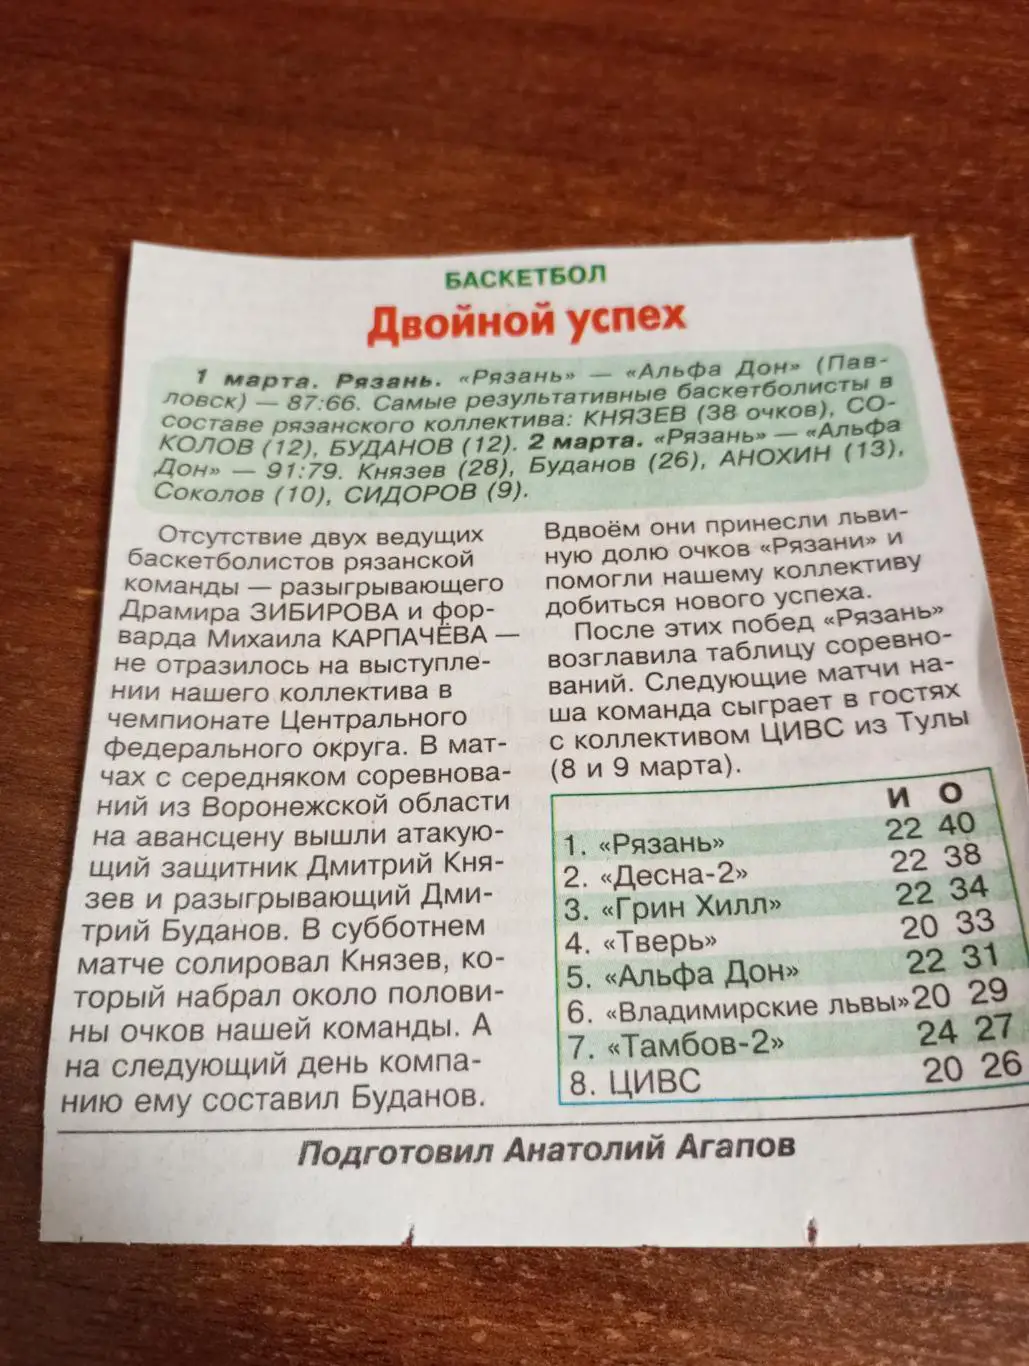 БАСКЕТБОЛ
Двойной успех
1 марта. Рязань. «Рязань» — «Альфа Дон» (Пав-
ловск) — 87:66. Самые результативные баскетболисты в
составе рязанского коллектива: КНЯЗЕВ (38 очков), СО-
КОЛОВ (12), БУДАНОВ (12). 2 марта. «Рязань» — «Альфа
Дон» — 91:79. Князев (28), Буданов (26), АНОХИН (13),
Соколов (10), СИДОРОВ (9).
Отсутствие двух ведущих
баскетболистов рязанской
команды — разыгрывающего
Драмира ЗИБИРОВА и фор-
варда Михаила КАРПАЧЁВА —
не отразилось на выступле-
нии нашего коллектива в
чемпионате Центрального
федерального округа. В мат-
чах с середняком соревнова-
ний из Воронежской области
на авансцену вышли атакую-
щий защитник Дмитрий Кня-
зев и разыгрывающий Дми-
трий Буданов. В субботнем
матче солировал Князев, ко-
торый набрал около полови-
ны очков нашей команды. А
на следующий день компа-
нию ему составил Буданов.
Вдвоём они принесли льви-
ную долю очков «Рязани» и
помогли нашему коллективу
добиться нового успеха.
После этих побед «Рязань»
возглавила таблицу соревно-
ваний. Следующие матчи на-
ша команда сыграет в гостях
с коллективом ЦИВС из Тулы
(8 и 9 марта).
И О
1. «Рязань» 22 40
2. «Десна-2» 22 38
3. «Грин Хилл» 22 34
4. «Тверь» 20 33
5. «Альфа Дон» 22 31
6. «Владимирские львы» 20 29
7. «Тамбов-2» 24 27
8. ЦИВС 20 26
Подготовил Анатолий Агапов